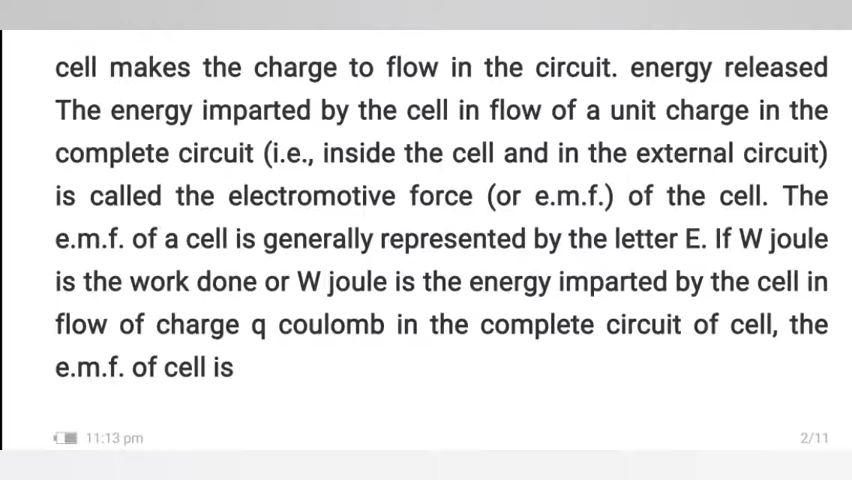 cell makes the charge to flow in the circuit. energy released
The energy imparted by the cell in flow of a unit charge in the
complete circuit (i.e., inside the cell and in the external circuit)
is called the electromotive force (or e.m.f.) of the cell. The
e.m.f. of a cell is generally represented by the letter E. If W joule
is the work done or W joule is the energy imparted by the cell in
flow of charge q coulomb in the complete circuit of cell, the
e.m.f. of cell is
11:13 pm 2/11